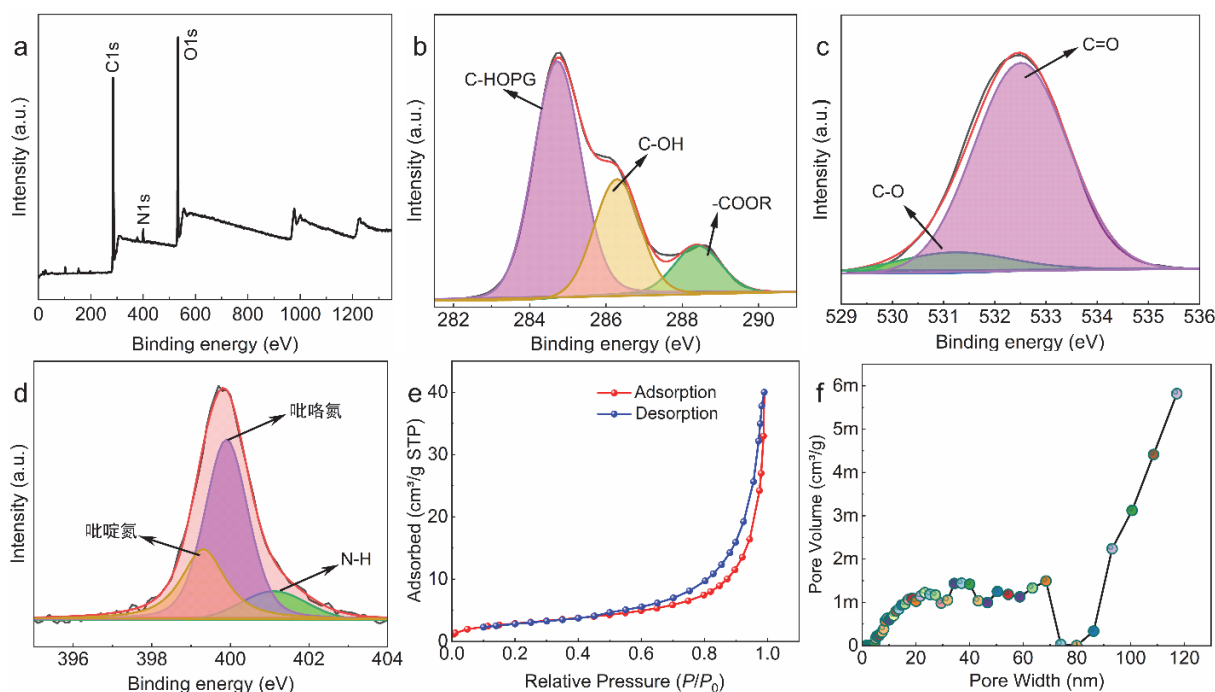 a
C1s
O1s
N1s
Intensity (a.u.)
0 200 400 600 800 1000 1200
Binding energy (eV)
b
C-HOPG
C-OH
-COOR
Intensity (a.u.)
282 284 286 288 290
Binding energy (eV)
c
C=O
C-O
Intensity (a.u.)
529 530 531 532 533 534 535 536
Binding energy (eV)
d
吡咯氮
吡啶氮
N-H
Intensity (a.u.)
396 398 400 402 404
Binding energy (eV)
e
Adsorption
Desorption
Adsorbed (cm³/g STP)
40
30
20
10
0
0.0 0.2 0.4 0.6 0.8 1.0
Relative Pressure (P/P₀)
f
Pore Volume (cm³/g)
6m
5m
4m
3m
2m
1m
0
0 20 40 60 80 100 120
Pore Width (nm)